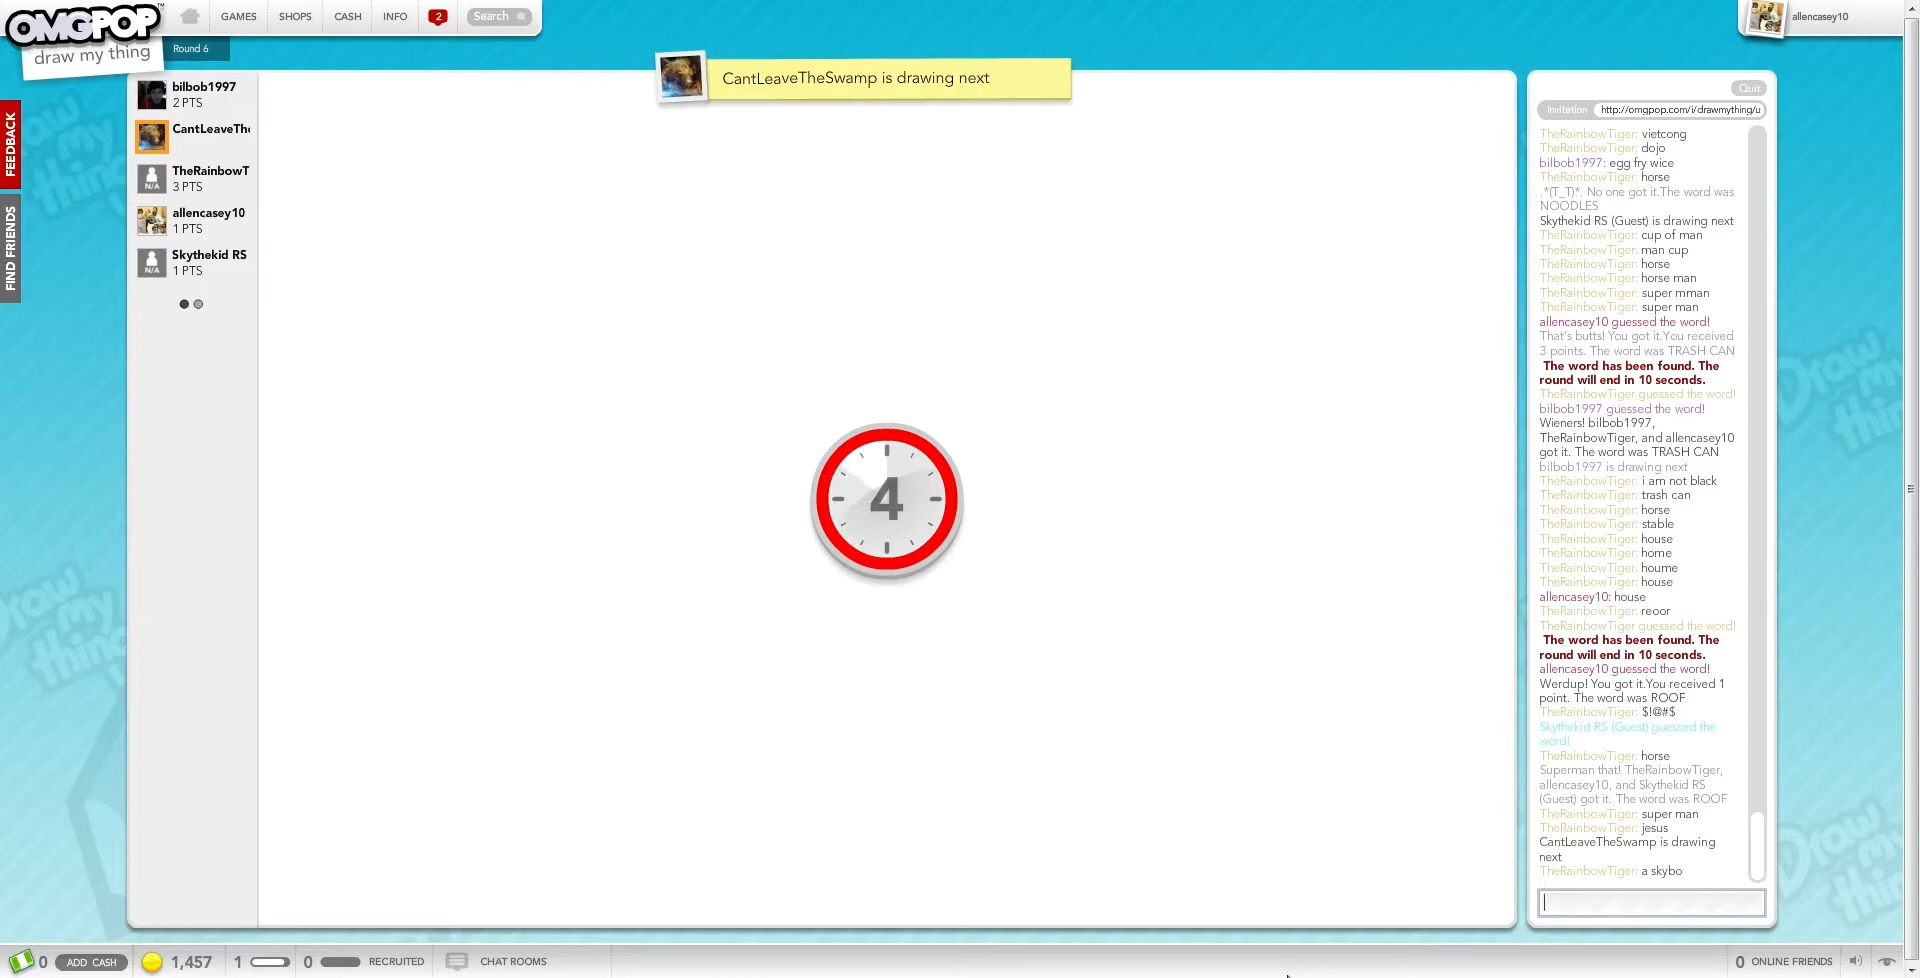 OMGPOP
draw my thing
GAMES
SHOPS
CASH
INFO
2
Search
allencasey10
Round 6
FEEDBACK
FIND FRIENDS
bilbob1997
2 PTS
CantLeaveThe
TheRainbowT
3 PTS
allencasey10
1 PTS
Skythekid RS
1 PTS
N/A
N/A
CantLeaveTheSwamp is drawing next
4
Quit
Invitation http://omgpop.com/i/drawmything/u
TheRainbowTiger: vietcong
TheRainbowTiger: dojo
bilbob1997: egg fry wice
TheRainbowTiger: horse
.*(T_T)*. No one got it.The word was
NOODLES
Skythekid RS (Guest) is drawing next
TheRainbowTiger: cup of man
TheRainbowTiger: man cup
TheRainbowTiger: horse
TheRainbowTiger: horse man
TheRainbowTiger: super mman
TheRainbowTiger: super man
allencasey10 guessed the word!
That's butts! You got it.You received
3 points. The word was TRASH CAN
The word has been found. The
round will end in 10 seconds.
TheRainbowTiger guessed the word!
bilbob1997 guessed the word!
Wieners! bilbob1997,
TheRainbowTiger, and allencasey10
got it. The word was TRASH CAN
bilbob1997 is drawing next
TheRainbowTiger: i am not black
TheRainbowTiger: trash can
TheRainbowTiger: horse
TheRainbowTiger: stable
TheRainbowTiger: house
TheRainbowTiger: home
TheRainbowTiger: houme
TheRainbowTiger: house
allencasey10: house
TheRainbowTiger: reoor
TheRainbowTiger guessed the word!
The word has been found. The
round will end in 10 seconds.
allencasey10 guessed the word!
Werdup! You got it.You received 1
point. The word was ROOF
TheRainbowTiger: $!@#$
Skythekid RS (Guest) guessed the
word!
TheRainbowTiger: horse
Superman that! TheRainbowTiger,
allencasey10, and Skythekid RS
(Guest) got it. The word was ROOF
TheRainbowTiger: super man
TheRainbowTiger: jesus
CantLeaveTheSwamp is drawing
next
TheRainbowTiger: a skybo
0 ADD CASH
1,457
1
0 RECRUITED
CHAT ROOMS
0 ONLINE FRIENDS